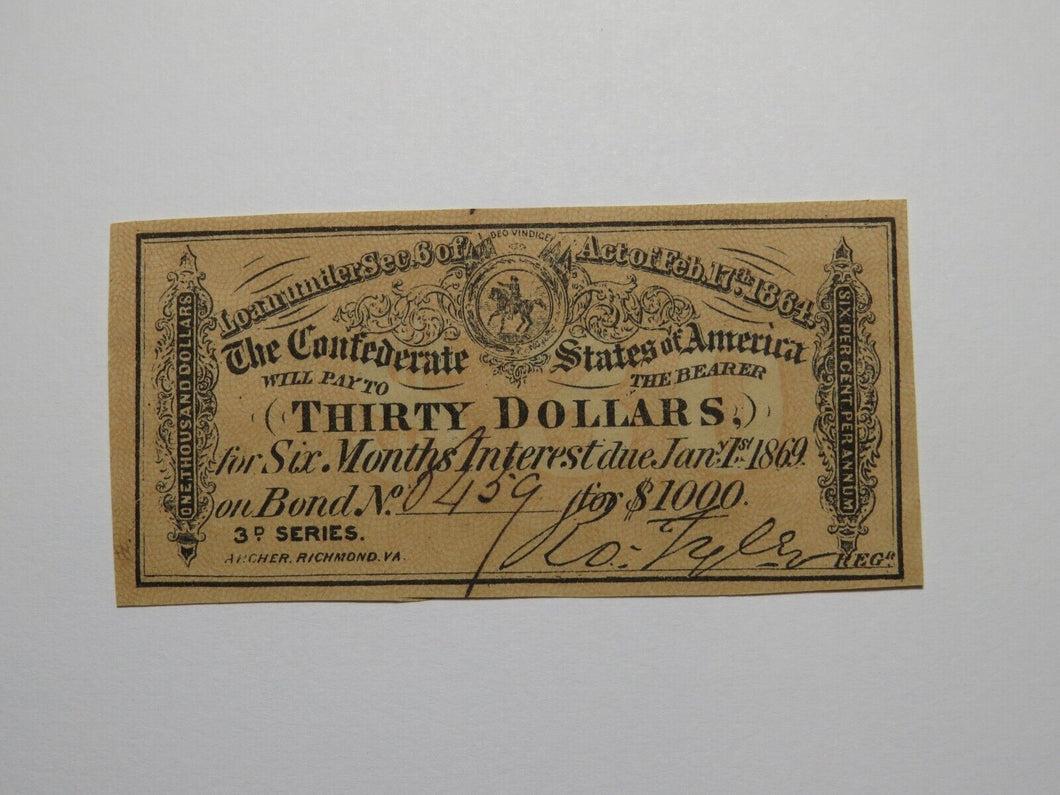 DEO VINDICE
Loan under Sec. 6 of Act of Feb. 17th 1864.
The Confederate States of America
WILL PAY TO THE BEARER
(THIRTY DOLLARS,)
for Six Months Interest due Jany. 1st 1869.
on Bond No. 0459 for $1000.
3D SERIES.
Ro: Tyler REGR
ARCHER, RICHMOND, VA.
ONE THOUSAND DOLLARS
SIX PER CENT PER ANNUM